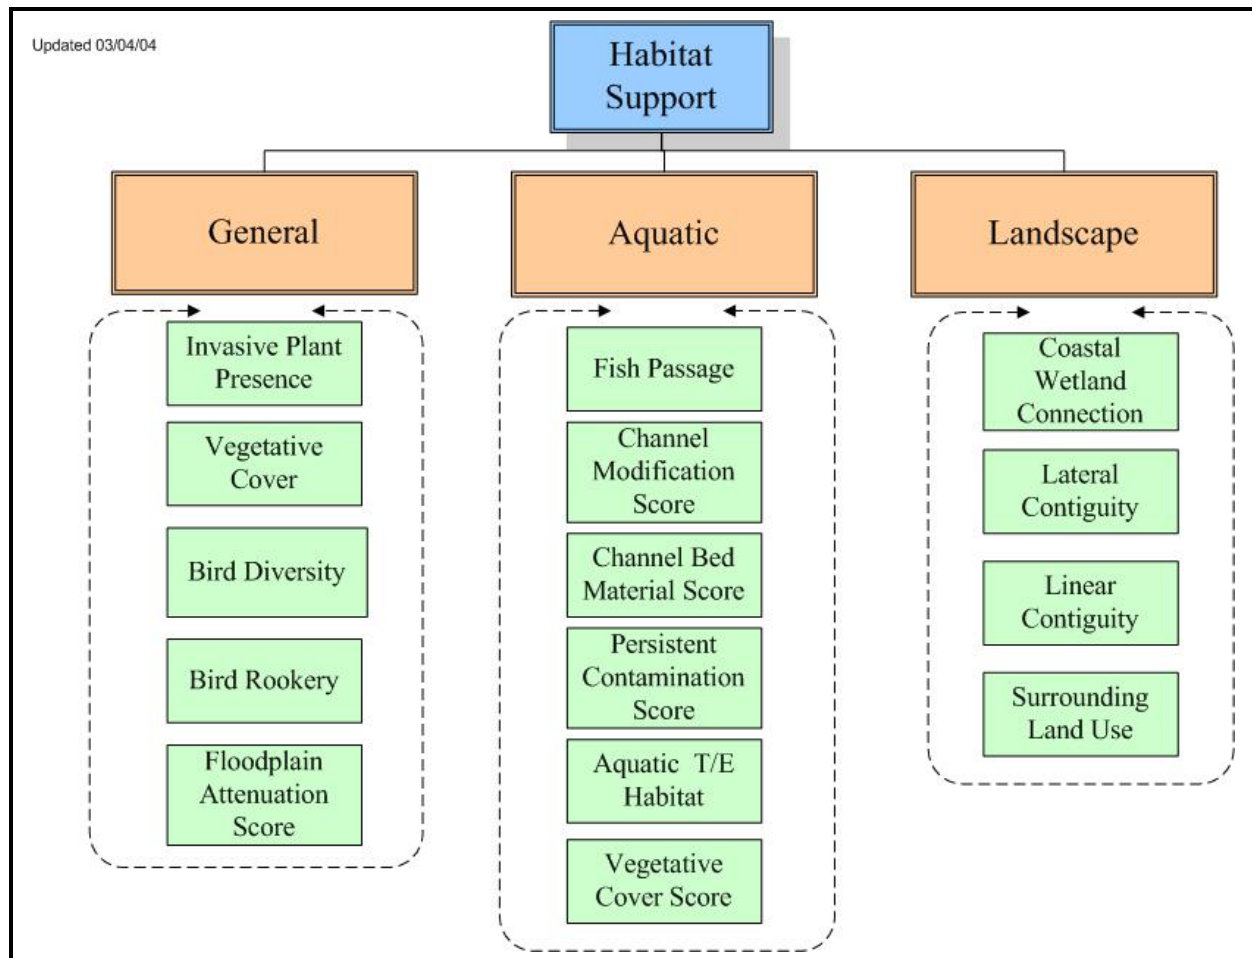 Updated 03/04/04
Habitat
Support
General
Aquatic
Landscape
Invasive Plant
Presence
Vegetative
Cover
Bird Diversity
Bird Rookery
Floodplain
Attenuation
Score
Fish Passage
Channel
Modification
Score
Channel Bed
Material Score
Persistent
Contamination
Score
Aquatic T/E
Habitat
Vegetative
Cover Score
Coastal
Wetland
Connection
Lateral
Contiguity
Linear
Contiguity
Surrounding
Land Use